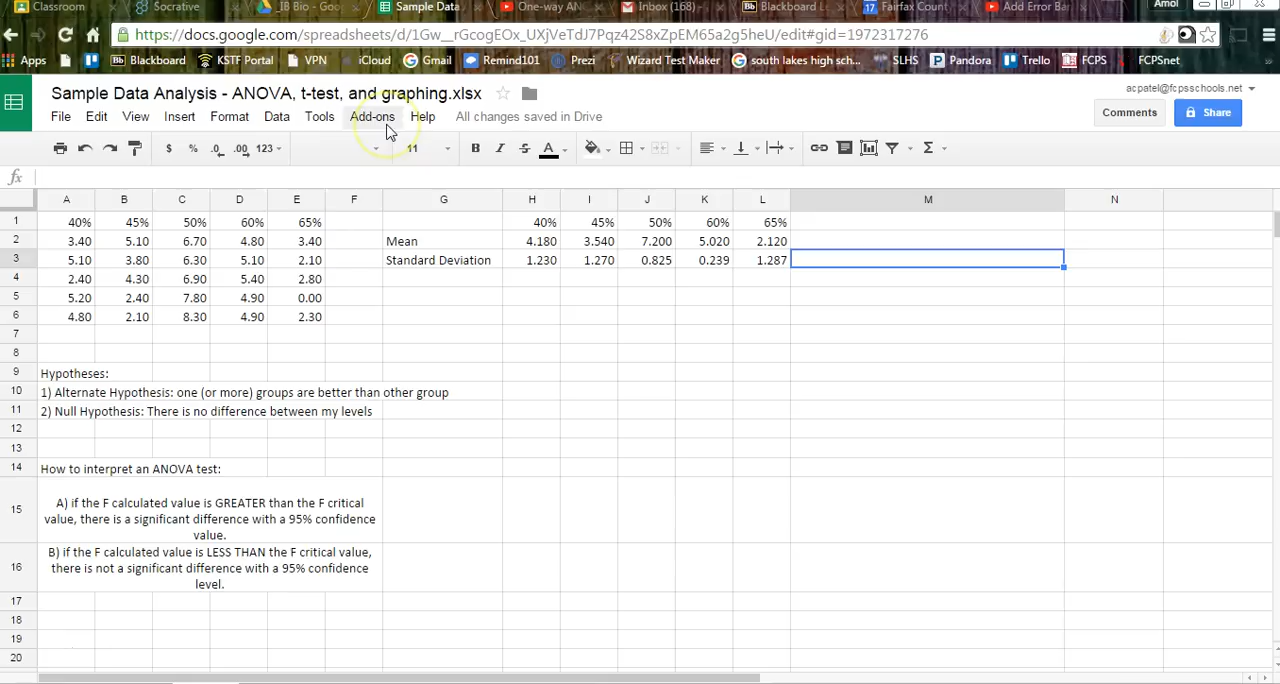 Classroom Socrative IB Bio - Goo Sample Data One-way AN Inbox (168) - Blackboard L Fairfax Count Add Error Bar Amol
https://docs.google.com/spreadsheets/d/1Gw__rGcogEOx_UXjVeTdJ7Pqz42S8xZpEM65a2g5heU/edit#gid=1972317276
Apps Blackboard KSTF Portal VPN iCloud Gmail Remind101 Prezi Wizard Test Maker south lakes high sch... SLHS Pandora Trello FCPS FCPSnet
Sample Data Analysis - ANOVA, t-test, and graphing.xlsx
acpatel@fcpsschools.net
File Edit View Insert Format Data Tools Add-ons Help All changes saved in Drive
Comments Share
$ % .0 .00 123 11 B I S A Σ
fx
A B C D E F G H I J K L M N
1 40% 45% 50% 60% 65% 40% 45% 50% 60% 65%
2 3.40 5.10 6.70 4.80 3.40 Mean 4.180 3.540 7.200 5.020 2.120
3 5.10 3.80 6.30 5.10 2.10 Standard Deviation 1.230 1.270 0.825 0.239 1.287
4 2.40 4.30 6.90 5.40 2.80
5 5.20 2.40 7.80 4.90 0.00
6 4.80 2.10 8.30 4.90 2.30
7
8
9 Hypotheses:
10 1) Alternate Hypothesis: one (or more) groups are better than other group
11 2) Null Hypothesis: There is no difference between my levels
12
13
14 How to interpret an ANOVA test:
15 A) if the F calculated value is GREATER than the F critical
value, there is a significant difference with a 95% confidence
value.
16 B) if the F calculated value is LESS THAN the F critical value,
there is not a significant difference with a 95% confidence
level.
17
18
19
20